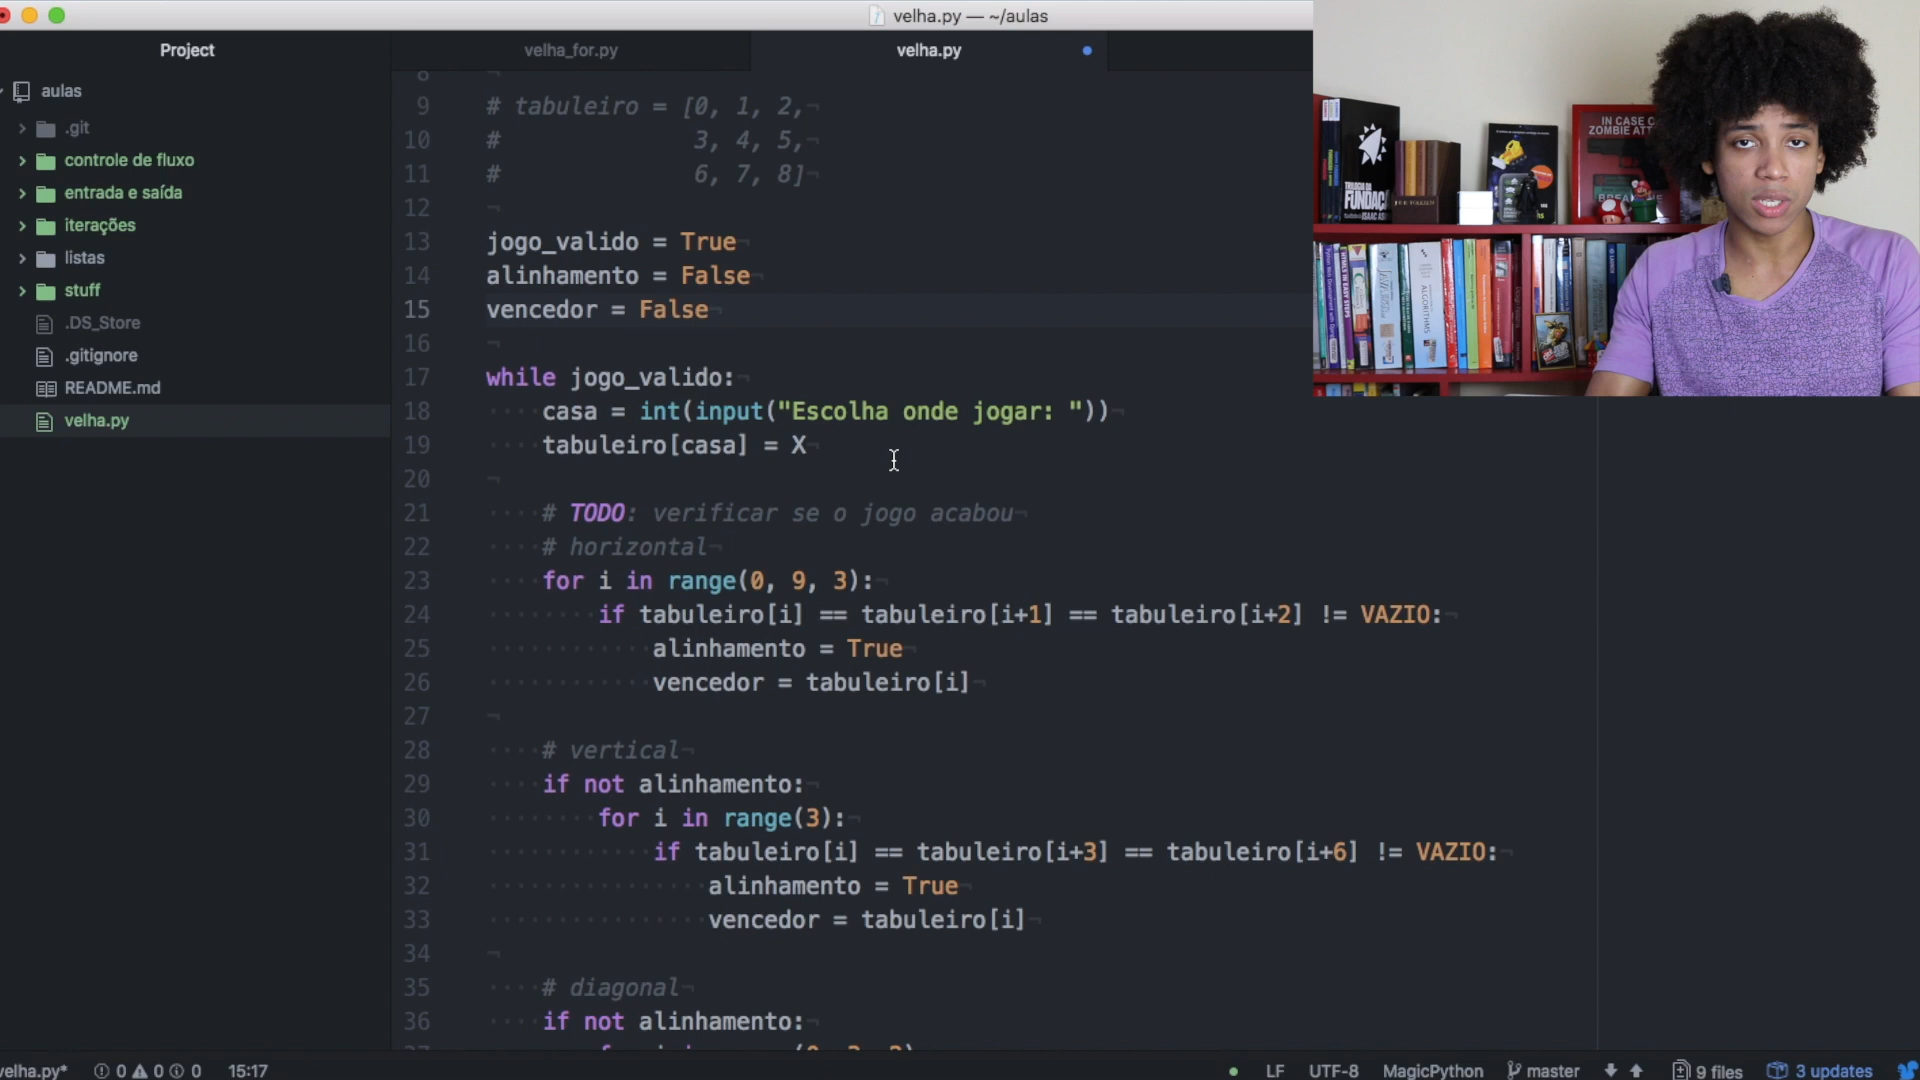 velha.py — ~/aulas
Project
velha_for.py
velha.py
aulas
.git
controle de fluxo
entrada e saída
iterações
listas
stuff
.DS_Store
.gitignore
README.md
velha.py
8
9 # tabuleiro = [0, 1, 2,
10 # 3, 4, 5,
11 # 6, 7, 8]
12
13 jogo_valido = True
14 alinhamento = False
15 vencedor = False
16
17 while jogo_valido:
18 casa = int(input("Escolha onde jogar: "))
19 tabuleiro[casa] = X
20
21 # TODO: verificar se o jogo acabou
22 # horizontal
23 for i in range(0, 9, 3):
24 if tabuleiro[i] == tabuleiro[i+1] == tabuleiro[i+2] != VAZIO:
25 alinhamento = True
26 vencedor = tabuleiro[i]
27
28 # vertical
29 if not alinhamento:
30 for i in range(3):
31 if tabuleiro[i] == tabuleiro[i+3] == tabuleiro[i+6] != VAZIO:
32 alinhamento = True
33 vencedor = tabuleiro[i]
34
35 # diagonal
36 if not alinhamento:
velha.py* 0 0 0 15:17
LF UTF-8 MagicPython master 9 files 3 updates
IN CASE
ZOMBIE
TRILOGIA DA
FUNDAÇ
ISAAC AS
ALGORITHMS